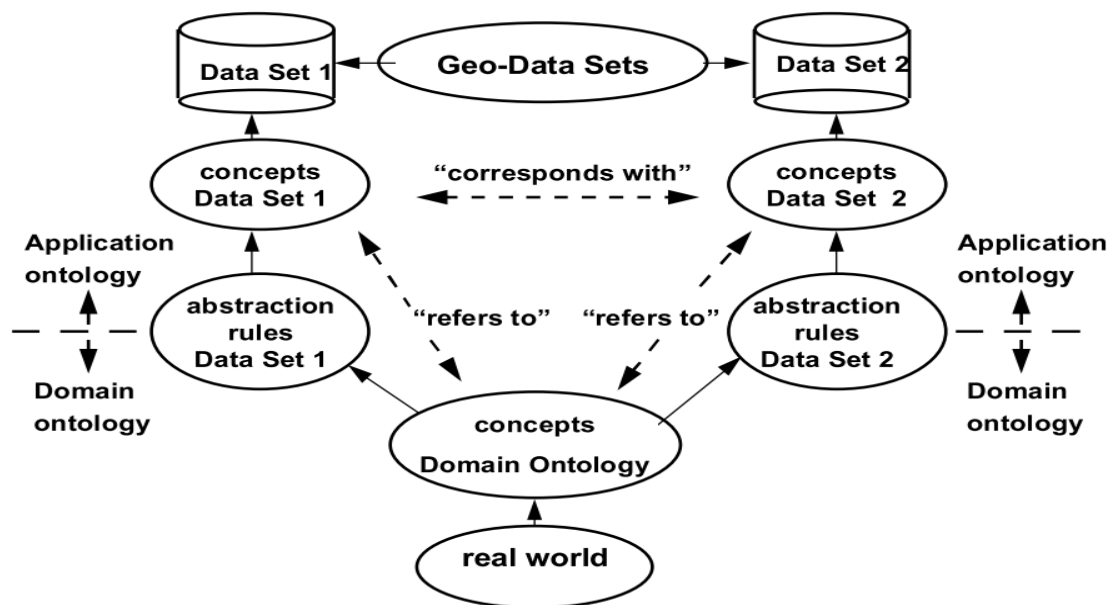 Data Set 1
Geo-Data Sets
Data Set 2
concepts
Data Set 1
“corresponds with”
concepts
Data Set 2
Application
ontology
abstraction
rules
Data Set 1
“refers to”
“refers to”
abstraction
rules
Data Set 2
Application
ontology
Domain
ontology
Domain
ontology
concepts
Domain Ontology
real world